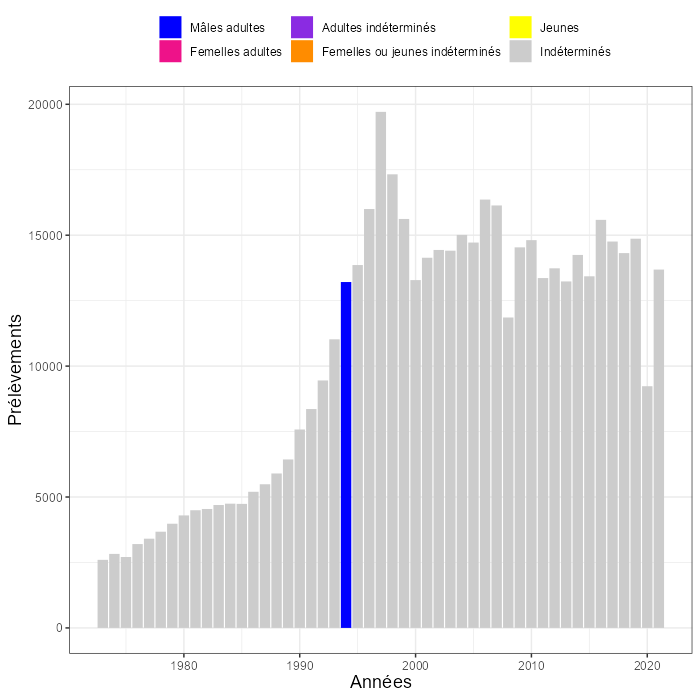 Mâles adultes
Adultes indéterminés
Jeunes
Femelles adultes
Femelles ou jeunes indéterminés
Indéterminés
Prélèvements
20000
15000
10000
5000
0
1980
1990
2000
2010
2020
Années